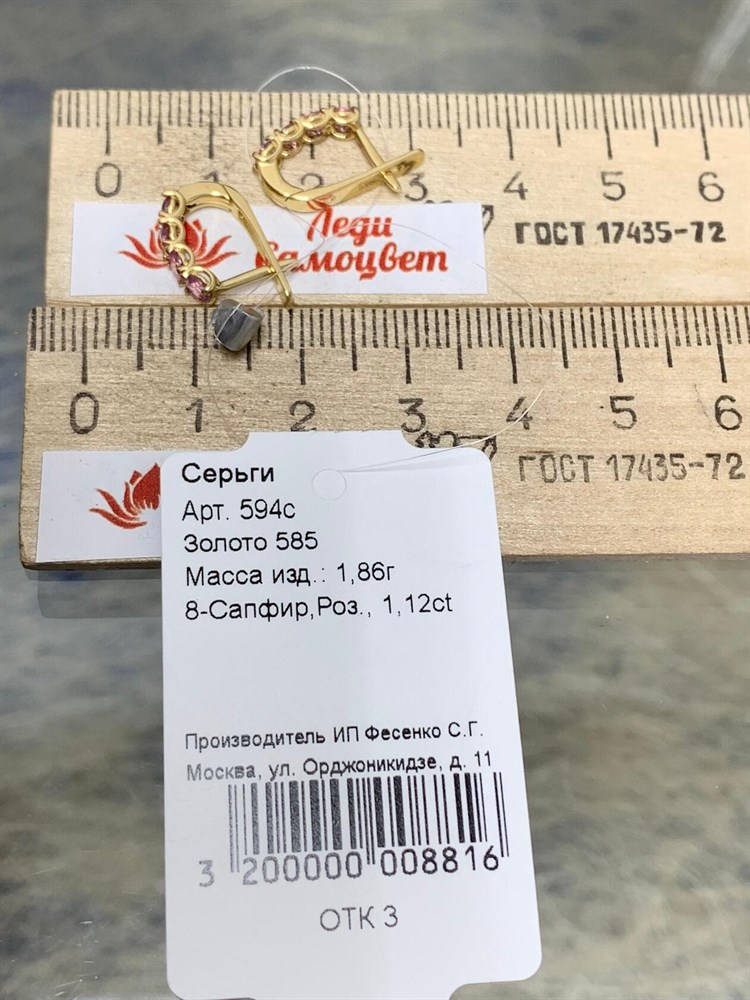 0 1 2 3 4 5 6
ГОСТ 17435-72
Леди
Самоцвет
0 1 2 3 4 5 6
ГОСТ 17435-72
Серьги
Арт. 594с
Золото 585
Масса изд.: 1,86г
8-Сапфир,Роз., 1,12ct
Производитель ИП Фесенко С.Г.
Москва, ул. Орджоникидзе, д. 11
3 200000 008816
ОТК 3